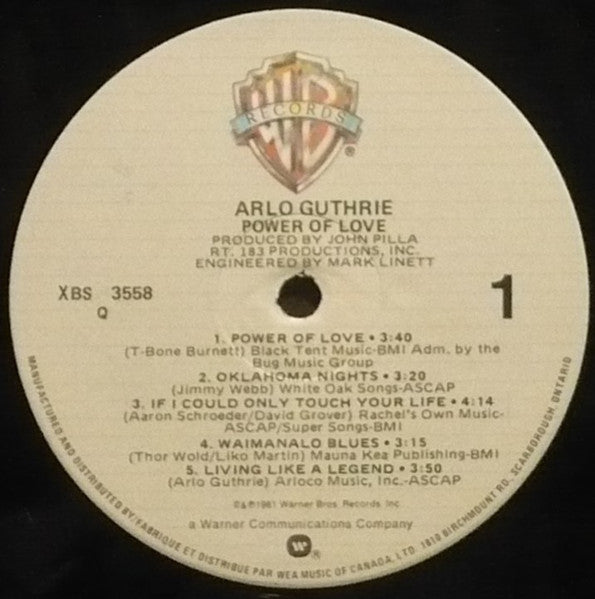 WB
RECORDS
®
ARLO GUTHRIE
POWER OF LOVE
PRODUCED BY JOHN PILLA
RT. 183 PRODUCTIONS, INC.
ENGINEERED BY MARK LINETT
XBS 3558
Q
1
1. POWER OF LOVE • 3:40
(T-Bone Burnett) Black Tent Music-BMI Adm. by the
Bug Music Group
2. OKLAHOMA NIGHTS • 3:20
(Jimmy Webb) White Oak Songs-ASCAP
3. IF I COULD ONLY TOUCH YOUR LIFE • 4:14
(Aaron Schroeder/David Grover) Rachel's Own Music-
ASCAP/Super Songs-BMI
4. WAIMANALO BLUES • 3:15
(Thor Wold/Liko Martin) Mauna Kea Publishing-BMI
5. LIVING LIKE A LEGEND • 3:50
(Arlo Guthrie) Arloco Music, Inc.-ASCAP
©&℗1981 Warner Bros. Records, Inc.
a Warner Communications Company
W®
MANUFACTURED AND DISTRIBUTED BY/FABRIQUE ET DISTRIBUE PAR WEA MUSIC OF CANADA, LTD. 1810 BIRCHMOUNT RD. SCARBOROUGH, ONTARIO